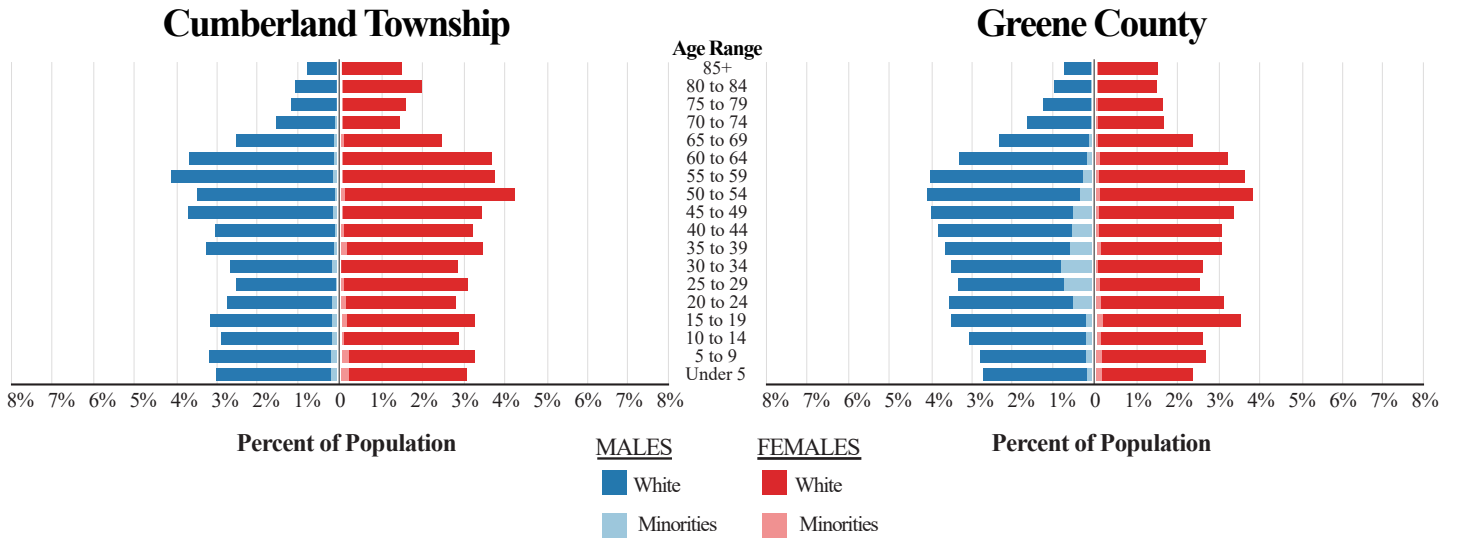 Cumberland Township
Greene County
Age Range
85+
80 to 84
75 to 79
70 to 74
65 to 69
60 to 64
55 to 59
50 to 54
45 to 49
40 to 44
35 to 39
30 to 34
25 to 29
20 to 24
15 to 19
10 to 14
5 to 9
Under 5
8% 7% 6% 5% 4% 3% 2% 1% 0 1% 2% 3% 4% 5% 6% 7% 8%
8% 7% 6% 5% 4% 3% 2% 1% 0 1% 2% 3% 4% 5% 6% 7% 8%
Percent of Population
Percent of Population
MALES
White
Minorities
FEMALES
White
Minorities